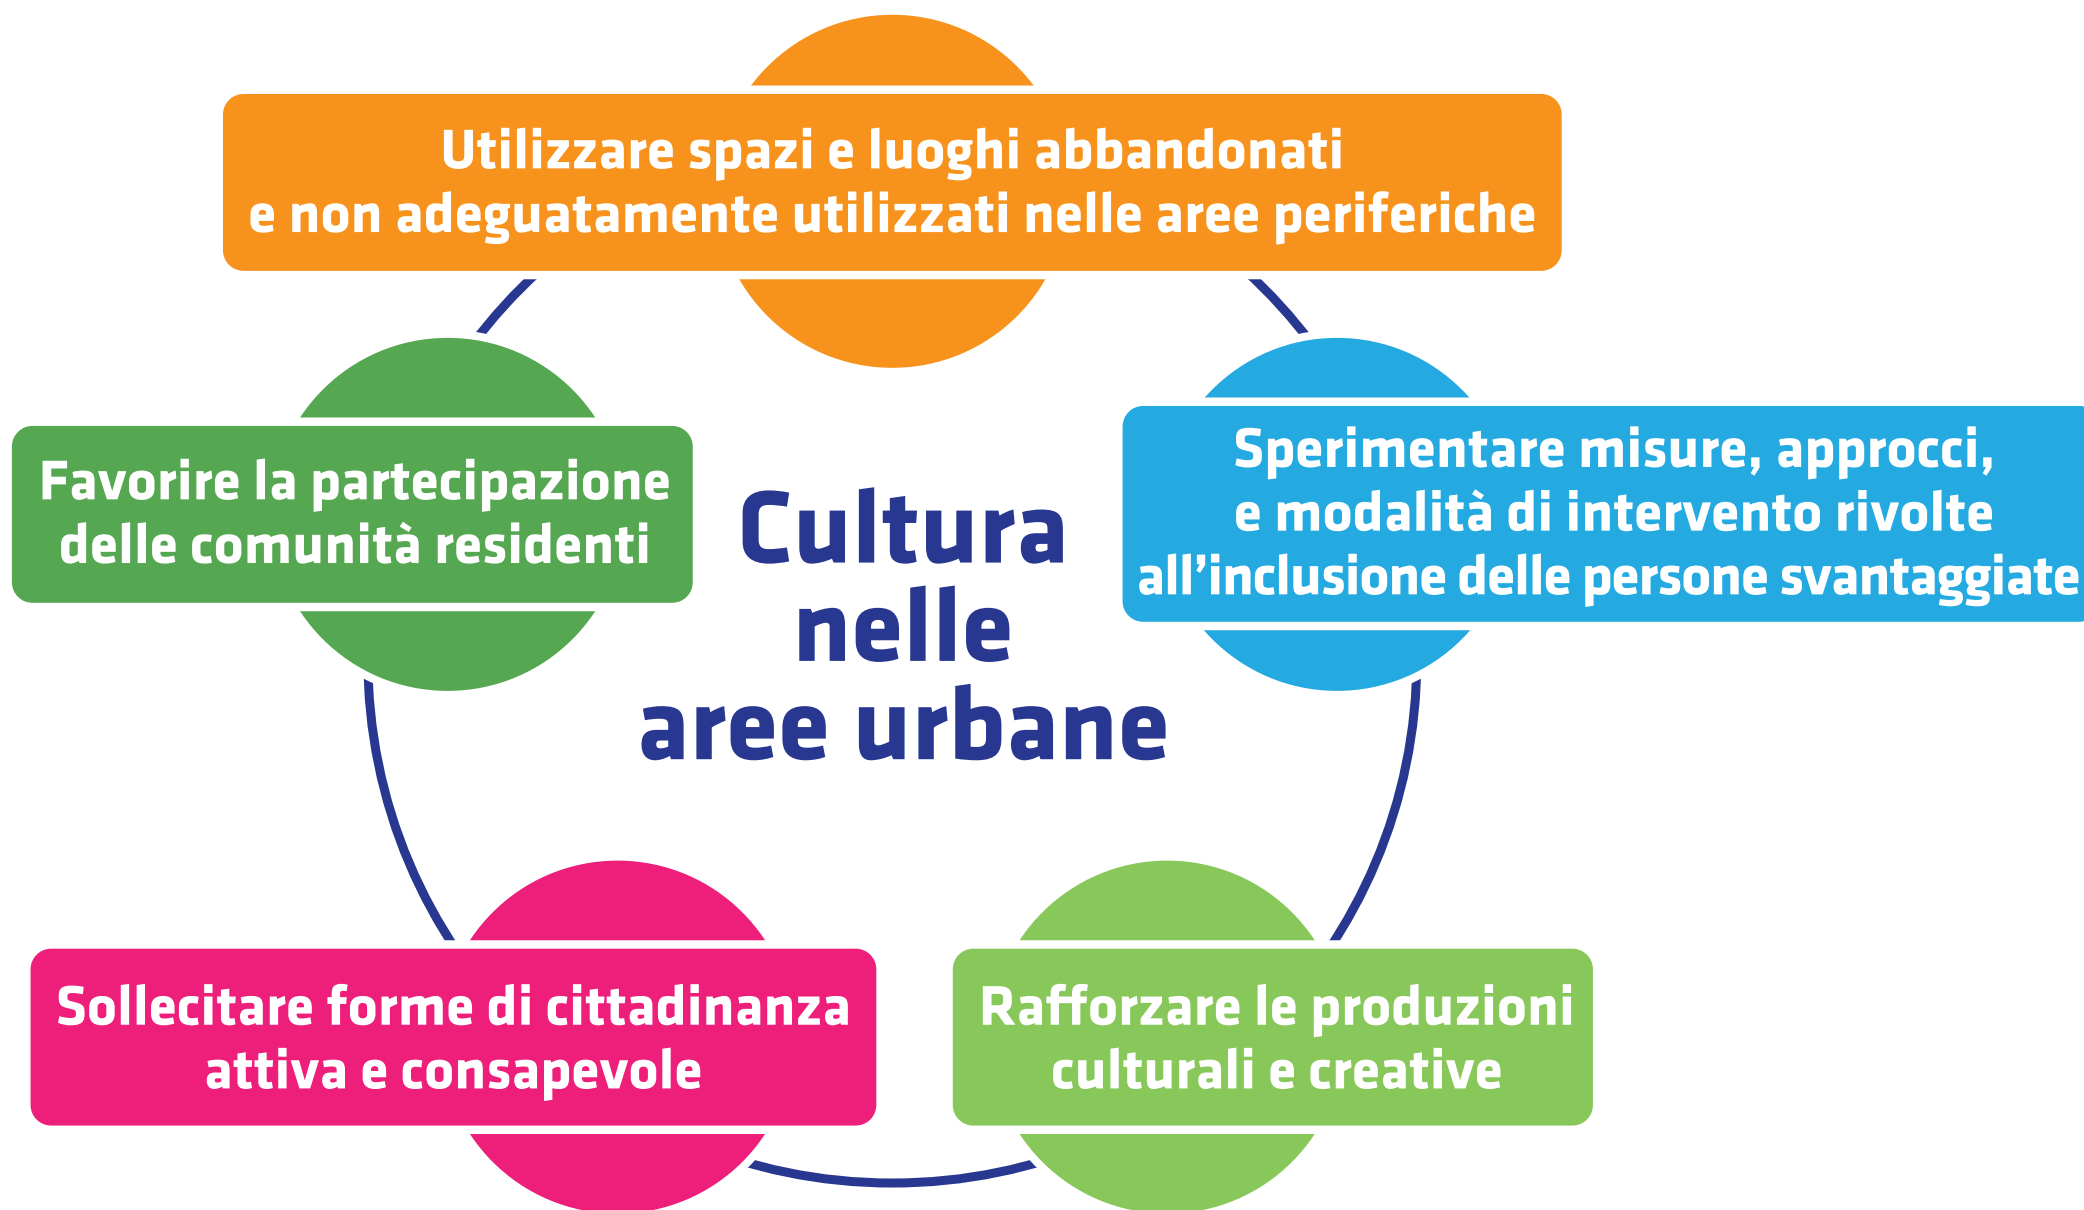 Utilizzare spazi e luoghi abbandonati
e non adeguatamente utilizzati nelle aree periferiche
Favorire la partecipazione
delle comunità residenti
Cultura
nelle
aree urbane
Sperimentare misure, approcci,
e modalità di intervento rivolte
all’inclusione delle persone svantaggiate
Sollecitare forme di cittadinanza
attiva e consapevole
Rafforzare le produzioni
culturali e creative